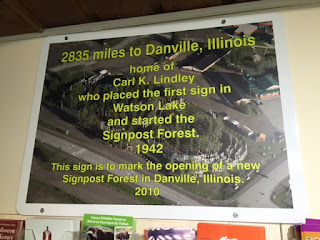 2835 miles to Danville, Illinois
home of
Carl K. Lindley
who placed the first sign in
Watson Lake
and started the
Signpost Forest.
1942
This sign is to mark the opening of a new
Signpost Forest in Danville, Illinois.
2010